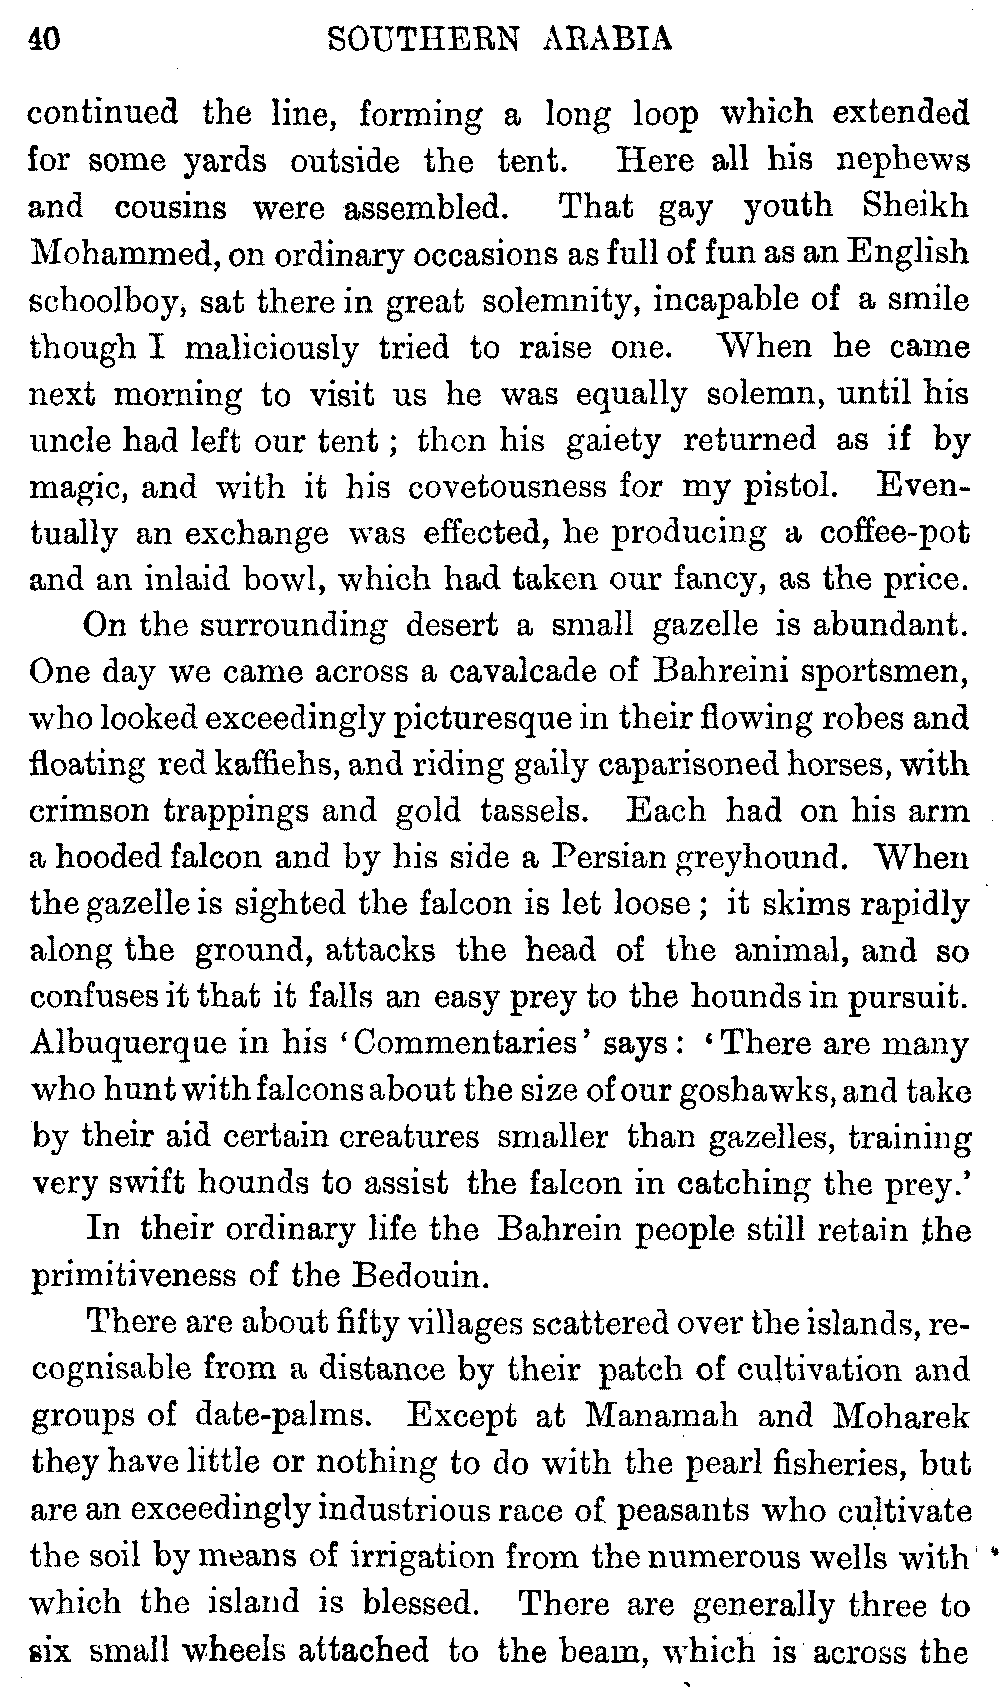 40 SOUTHERN ARABIA
continued the line, forming a long loop which extended
for some yards outside the tent. Here all his nephews
and cousins were assembled. That gay youth Sheikh
Mohammed, on ordinary occasions as full of fun as an English
schoolboy, sat there in great solemnity, incapable of a smile
though I maliciously tried to raise one. When he came
next morning to visit us he was equally solemn, until his
uncle had left our tent ; then his gaiety returned as if by
magic, and with it his covetousness for my pistol. Even-
tually an exchange was effected, he producing a coffee-pot
and an inlaid bowl, which had taken our fancy, as the price.
On the surrounding desert a small gazelle is abundant.
One day we came across a cavalcade of Bahreini sportsmen,
who looked exceedingly picturesque in their flowing robes and
floating red kaffiehs, and riding gaily caparisoned horses, with
crimson trappings and gold tassels. Each had on his arm
a hooded falcon and by his side a Persian greyhound. When
the gazelle is sighted the falcon is let loose ; it skims rapidly
along the ground, attacks the head of the animal, and so
confuses it that it falls an easy prey to the hounds in pursuit.
Albuquerque in his ‘Commentaries’ says : ‘There are many
who hunt with falcons about the size of our goshawks, and take
by their aid certain creatures smaller than gazelles, training
very swift hounds to assist the falcon in catching the prey.’
In their ordinary life the Bahrein people still retain the
primitiveness of the Bedouin.
There are about fifty villages scattered over the islands, re-
cognisable from a distance by their patch of cultivation and
groups of date-palms. Except at Manamah and Moharek
they have little or nothing to do with the pearl fisheries, but
are an exceedingly industrious race of peasants who cultivate
the soil by means of irrigation from the numerous wells with
which the island is blessed. There are generally three to
six small wheels attached to the beam, which is across the